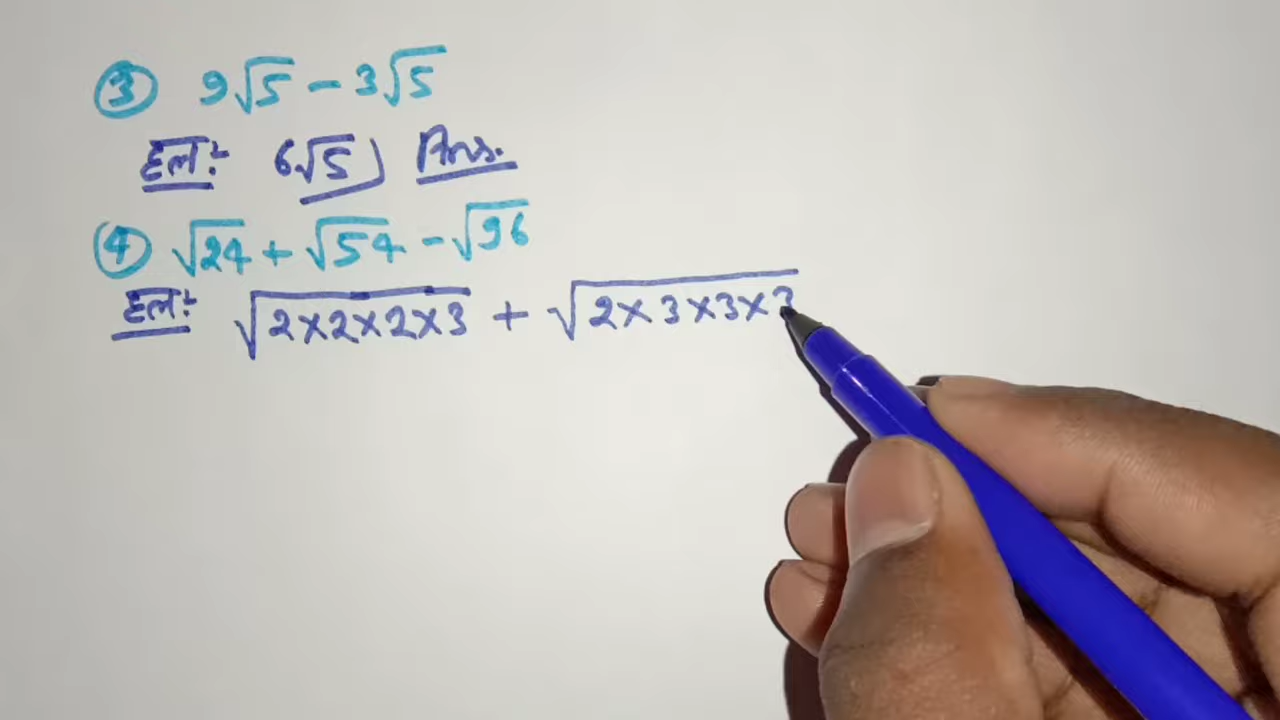 ③ 9√5 - 3√5
हल:- 6√5 Ans.
④ √24 + √54 - √96
हल:- √2×2×2×3 + √2×3×3×3